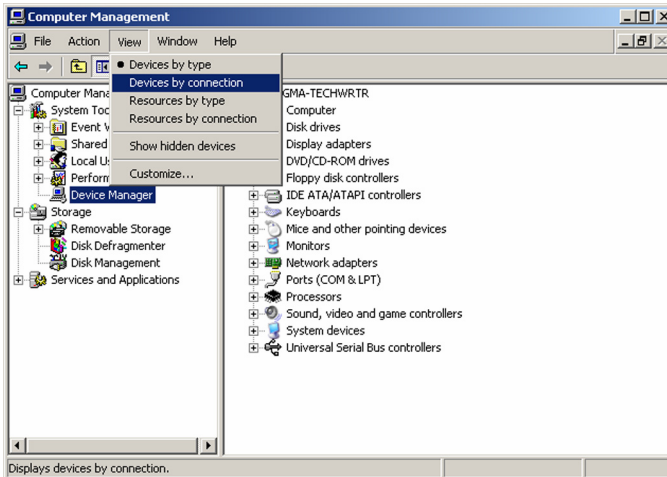 Computer Management
File Action View Window Help
Devices by type
Devices by connection
Resources by type
Resources by connection
Show hidden devices
Customize...
Computer Mana
System Too
Event V
Shared
Local Us
Perform
Device Manager
Storage
Removable Storage
Disk Defragmenter
Disk Management
Services and Applications
GMA-TECHWRTR
Computer
Disk drives
Display adapters
DVD/CD-ROM drives
Floppy disk controllers
IDE ATA/ATAPI controllers
Keyboards
Mice and other pointing devices
Monitors
Network adapters
Ports (COM & LPT)
Processors
Sound, video and game controllers
System devices
Universal Serial Bus controllers
Displays devices by connection.